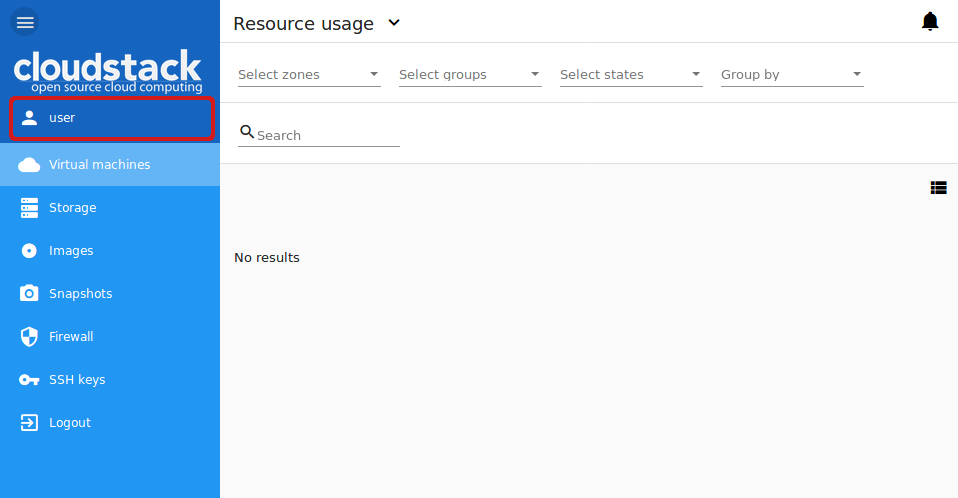 cloudstack
open source cloud computing
user
Virtual machines
Storage
Images
Snapshots
Firewall
SSH keys
Logout
Resource usage
Select zones Select groups Select states Group by
Search
No results